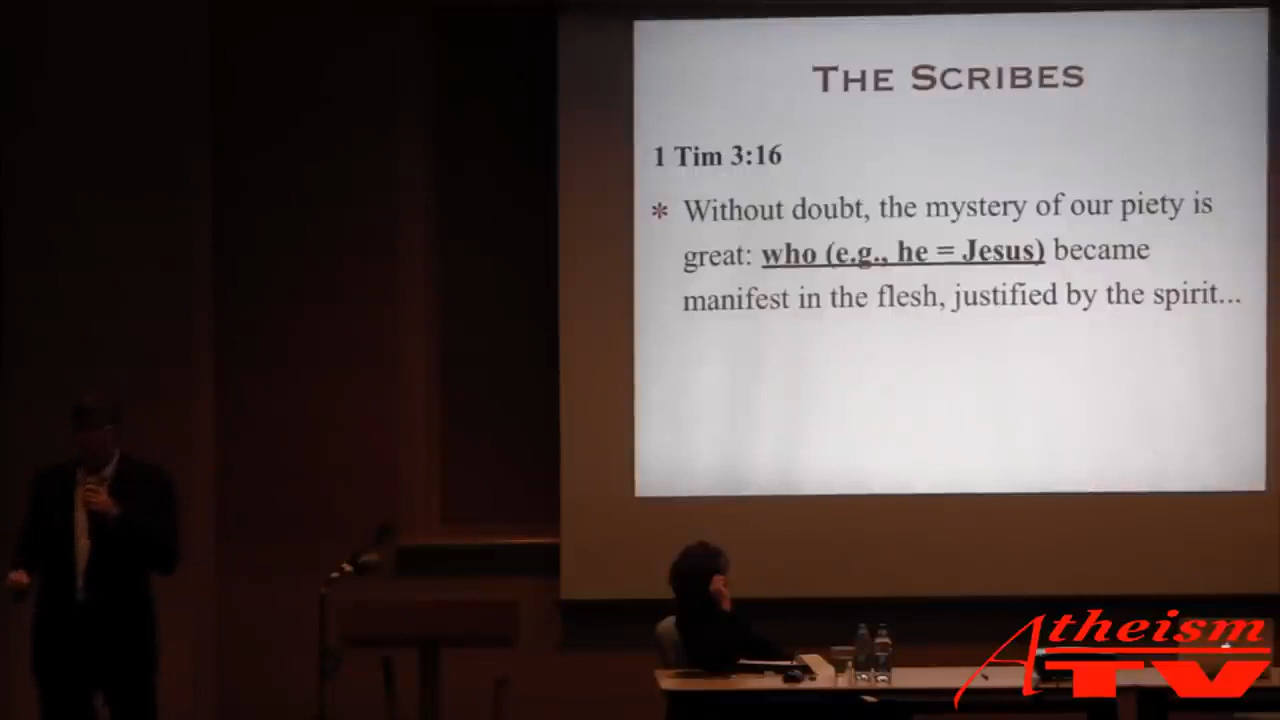 THE SCRIBES
1 Tim 3:16
* Without doubt, the mystery of our piety is
great: who (e.g., he = Jesus) became
manifest in the flesh, justified by the spirit...
Atheism
TV